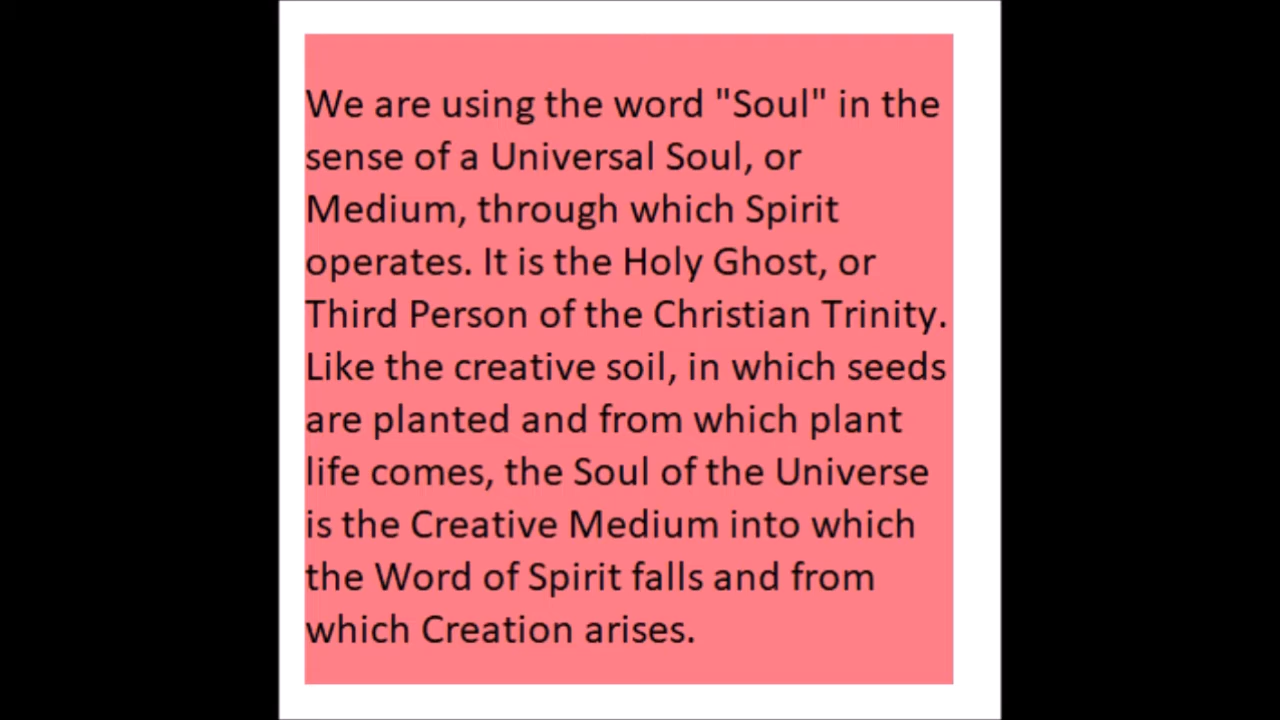 We are using the word "Soul" in the
sense of a Universal Soul, or
Medium, through which Spirit
operates. It is the Holy Ghost, or
Third Person of the Christian Trinity.
Like the creative soil, in which seeds
are planted and from which plant
life comes, the Soul of the Universe
is the Creative Medium into which
the Word of Spirit falls and from
which Creation arises.